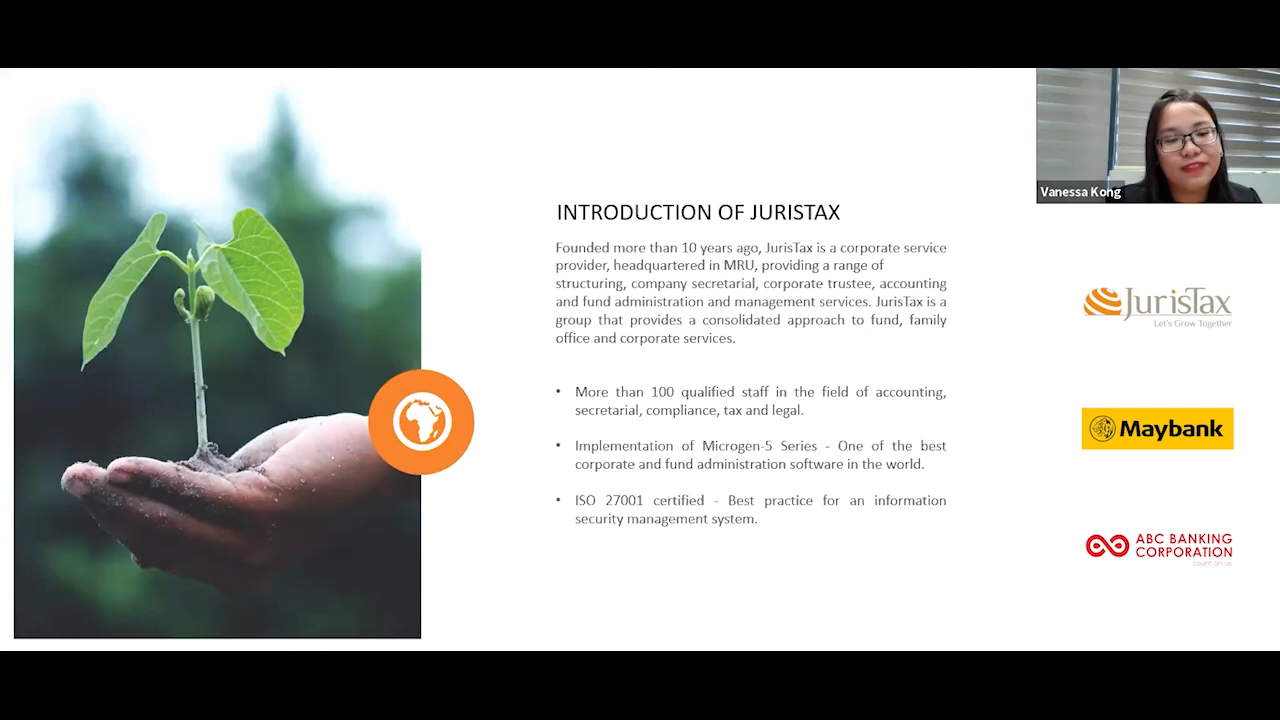 INTRODUCTION OF JURISTAX
Founded more than 10 years ago, JurisTax is a corporate service
provider, headquartered in MRU, providing a range of
structuring, company secretarial, corporate trustee, accounting
and fund administration and management services. JurisTax is a
group that provides a consolidated approach to fund, family
office and corporate services.
• More than 100 qualified staff in the field of accounting,
secretarial, compliance, tax and legal.
• Implementation of Microgen-5 Series - One of the best
corporate and fund administration software in the world.
• ISO 27001 certified - Best practice for an information
security management system.
Vanessa Kong
JurisTax
Let's Grow Together
Maybank
ABC BANKING
CORPORATION
count on us